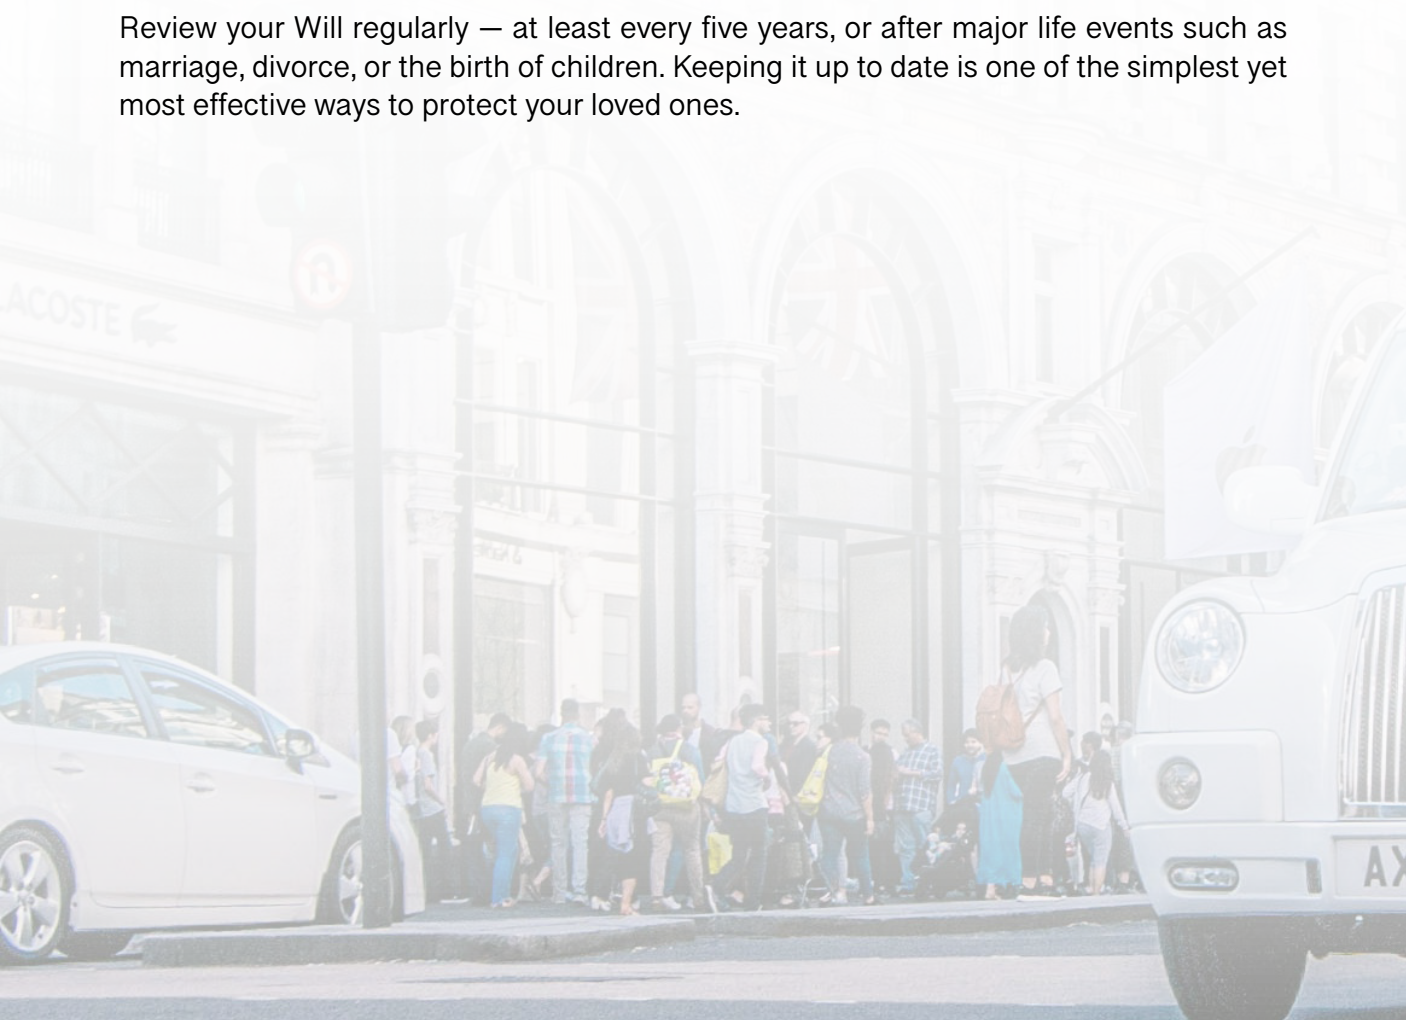 Review your Will regularly — at least every five years, or after major life events such as
marriage, divorce, or the birth of children. Keeping it up to date is one of the simplest yet
most effective ways to protect your loved ones.
LACOSTE
AX